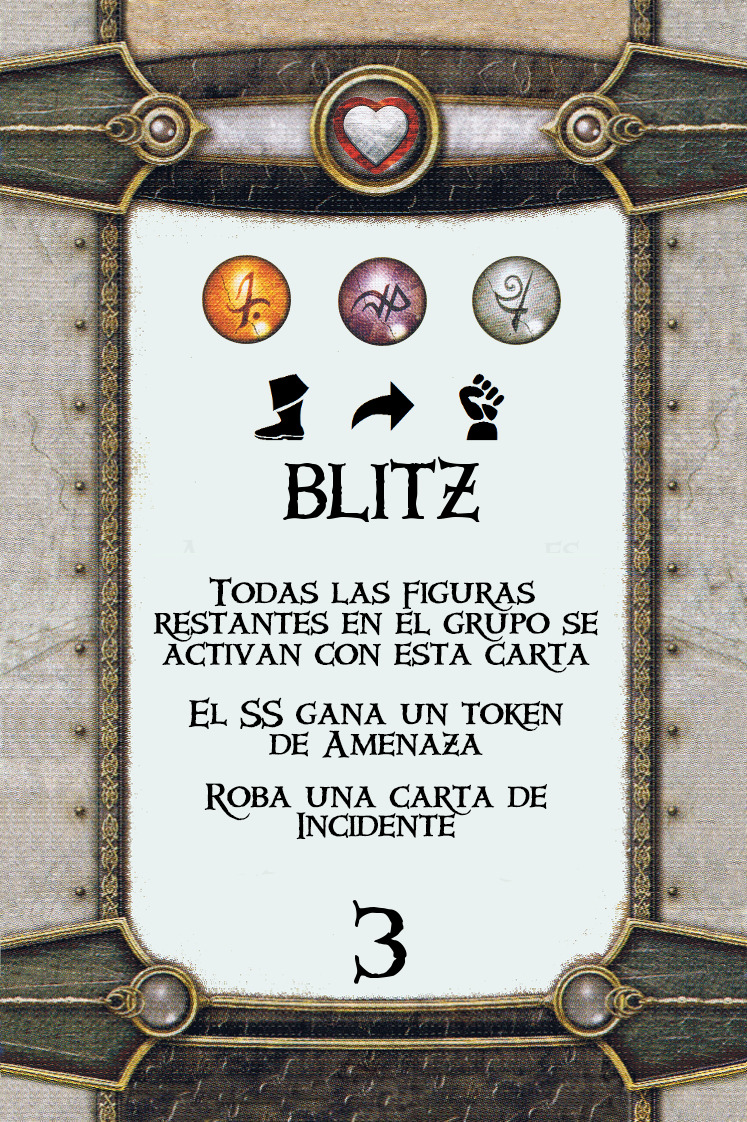 BLITZ
Todas las figuras
restantes en el grupo se
activan con esta carta
El SS gana un token
de Amenaza
Roba una carta de
Incidente
3